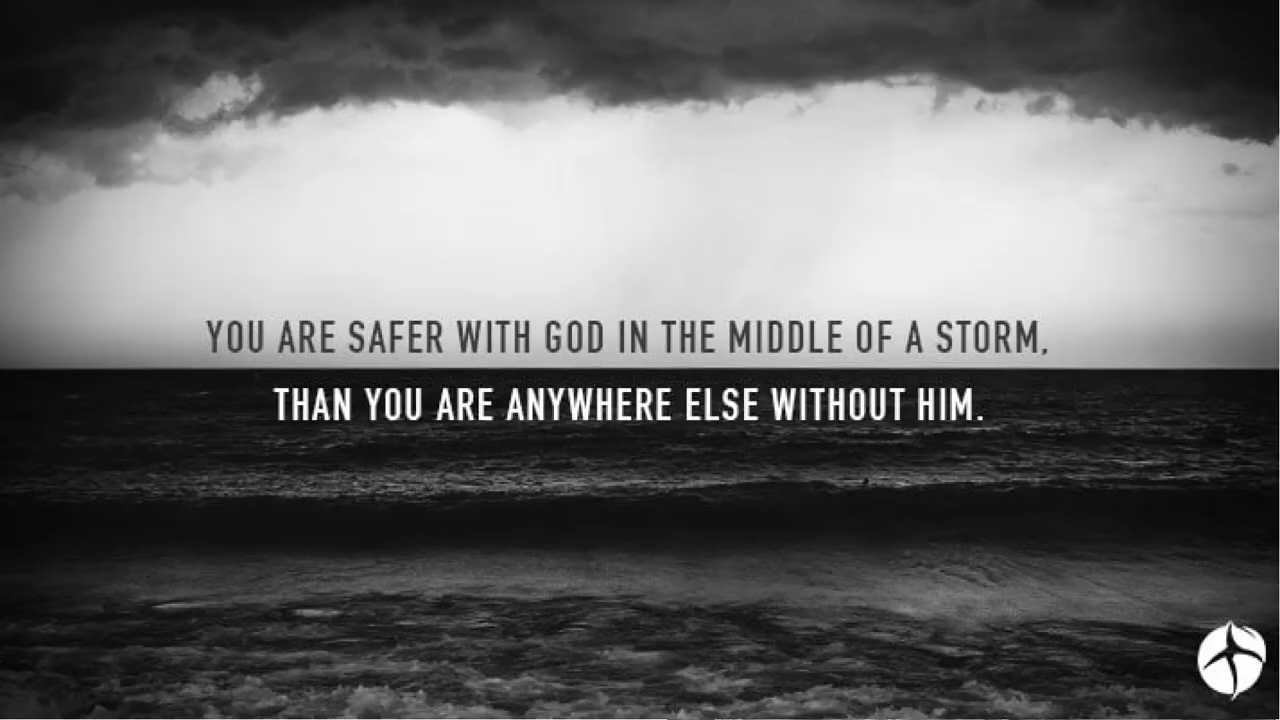 YOU ARE SAFER WITH GOD IN THE MIDDLE OF A STORM,
THAN YOU ARE ANYWHERE ELSE WITHOUT HIM.